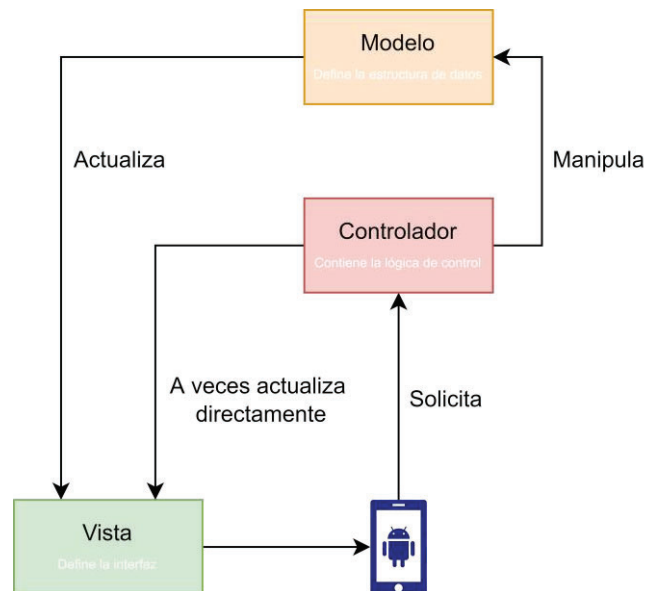 Modelo
Define la estructura de datos
Actualiza
Manipula
Controlador
Contiene la lógica de control
A veces actualiza
directamente
Solicita
Vista
Define la interfaz